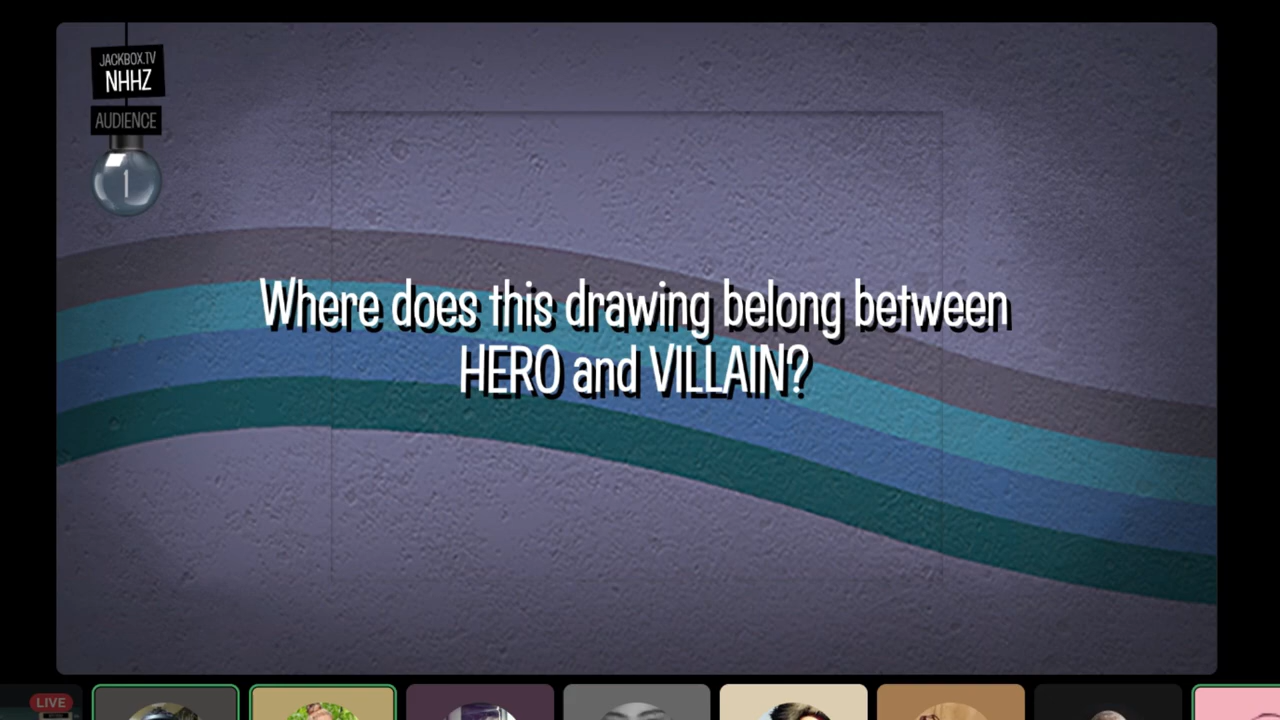 JACKBOX.TV
NHHZ
AUDIENCE
1
Where does this drawing belong between
HERO and VILLAIN?
LIVE